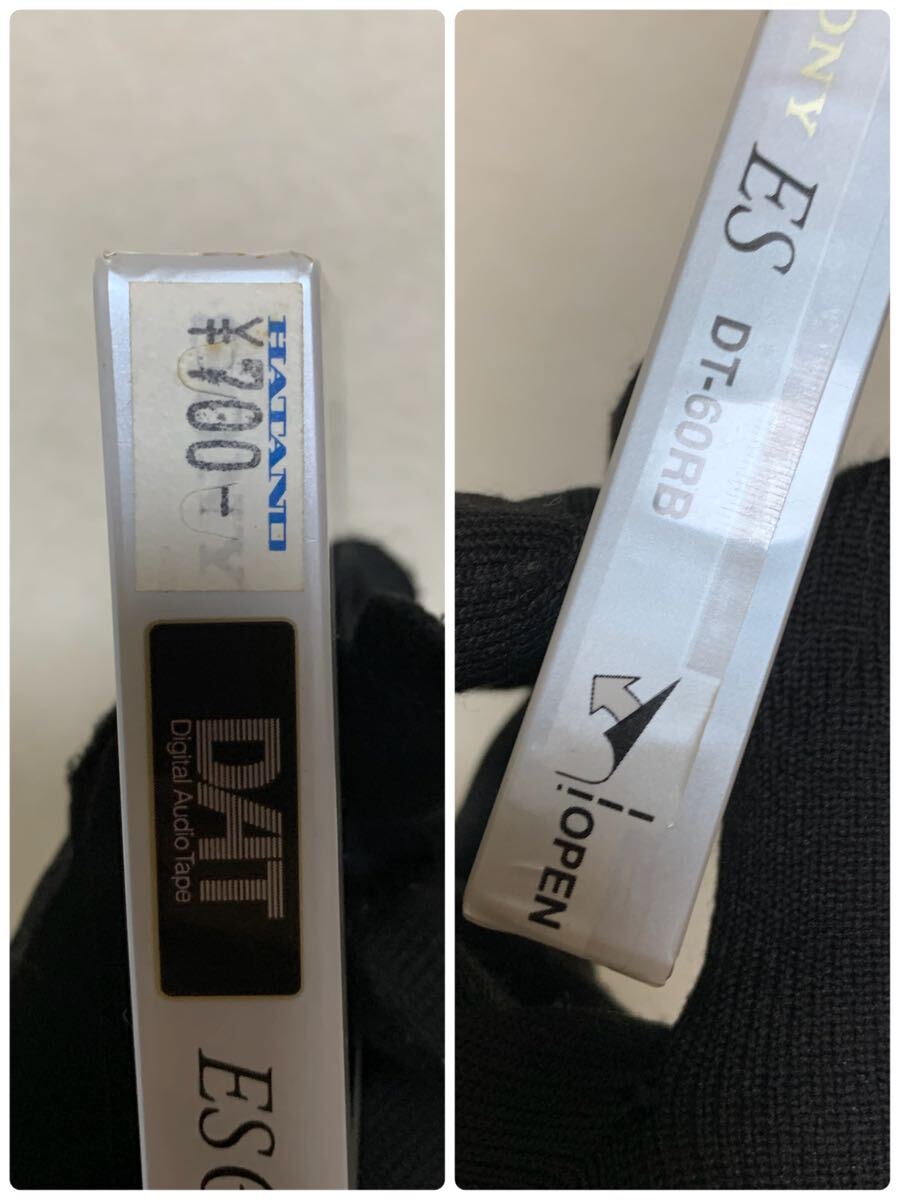 HATANO
¥700-
DAT
Digital Audio Tape
ES
ONY ES DT-60RB
OPEN